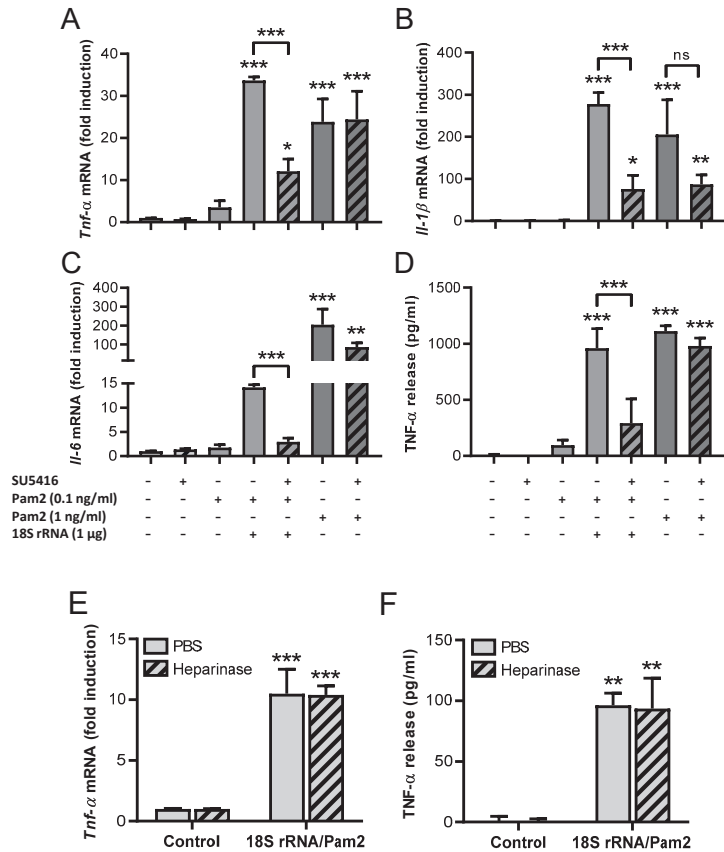 A
Tnf-α mRNA (fold induction)
40
30
20
10
0
***
***
*
***
***
B
Il-1β mRNA (fold induction)
400
300
200
100
0
***
***
*
ns
***
**
C
Il-6 mRNA (fold induction)
400
300
200
100
15
10
5
0
***
***
**
D
TNF-α release (pg/ml)
1500
1000
500
0
***
***
***
***
SU5416 - + - - + - + - + - - + - +
Pam2 (0.1 ng/ml) - - + + + - - - - + + + - -
Pam2 (1 ng/ml) - - - - - + + - - - - - + +
18S rRNA (1 µg) - - - + + - - - - - + + - -
E
Tnf-α mRNA (fold induction)
15
10
5
0
PBS
Heparinase
***
***
Control 18S rRNA/Pam2
F
TNF-α release (pg/ml)
150
100
50
0
PBS
Heparinase
**
**
Control 18S rRNA/Pam2